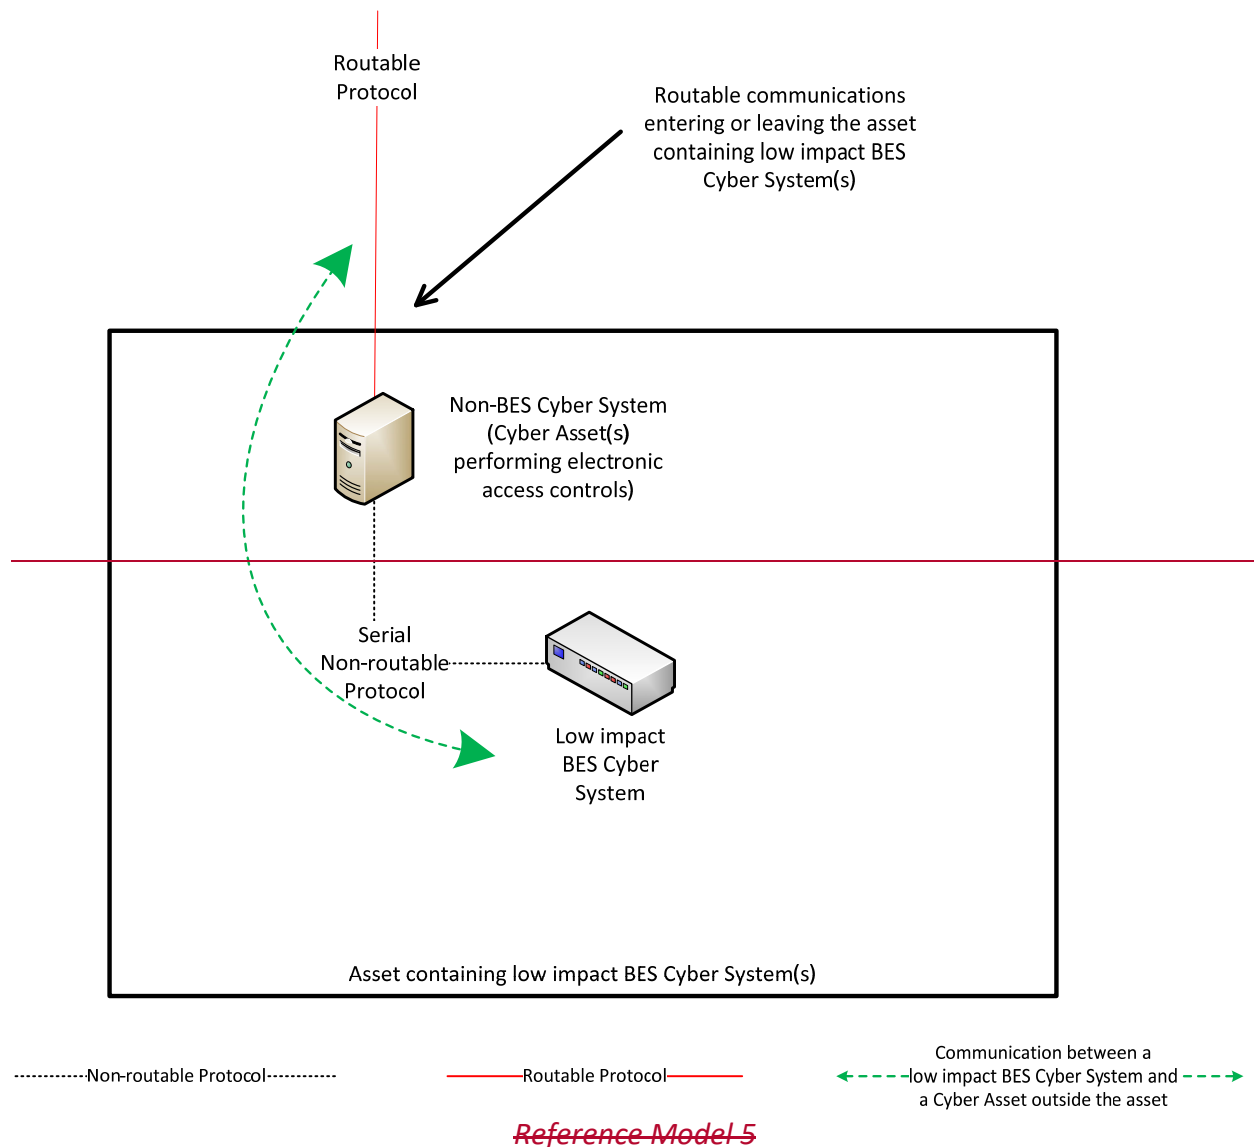 Routable
Protocol
Routable communications
entering or leaving the asset
containing low impact BES
Cyber System(s)
Non-BES Cyber System
(Cyber Asset(s)
performing electronic
access controls)
Serial
Non-routable
Protocol
Low impact
BES Cyber
System
Asset containing low impact BES Cyber System(s)
Non-routable Protocol
Routable Protocol
Communication between a
low impact BES Cyber System and
a Cyber Asset outside the asset
Reference Model 5